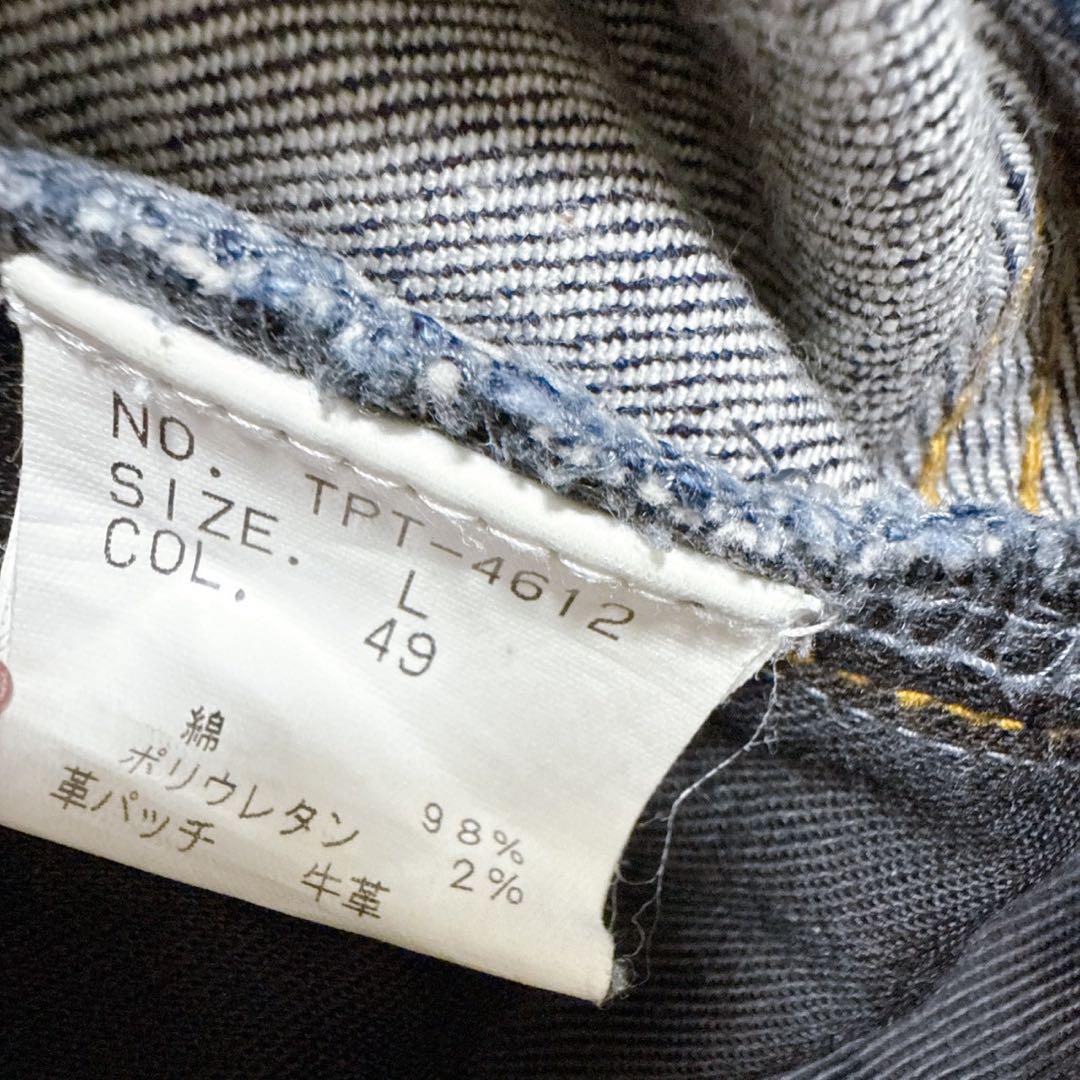 NO. TPT-4612
SIZE. L
COL. 49
綿 98%
ポリウレタン 2%
革パッチ 牛革